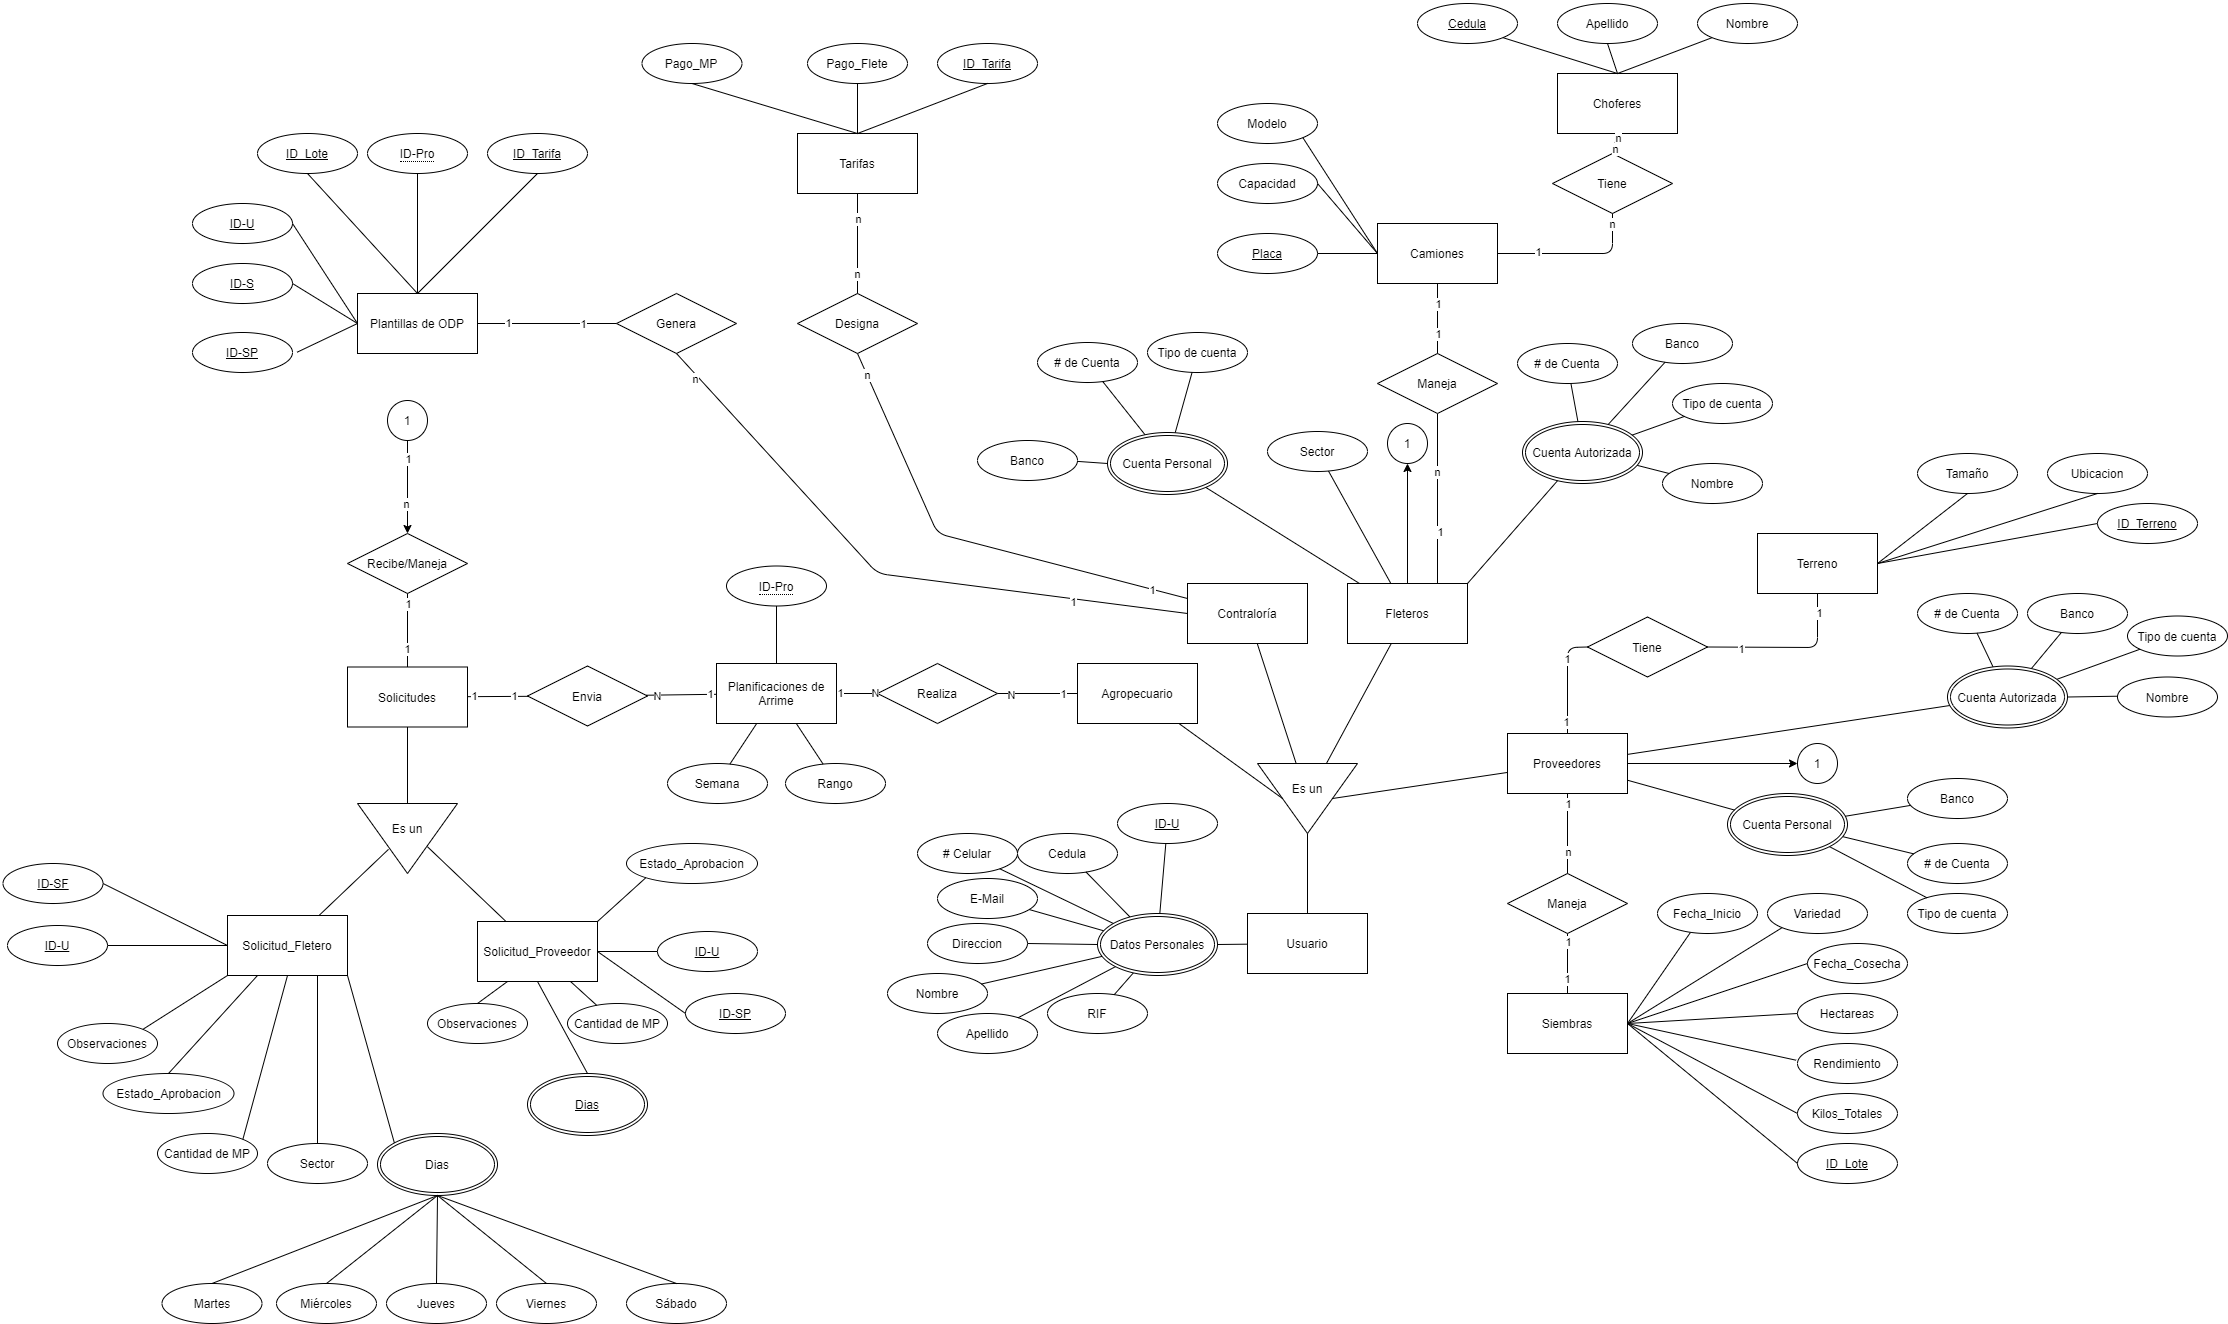 Cedula
Apellido
Nombre
Choferes
n
n
Tiene
n
1
Modelo
Capacidad
Placa
Camiones
1
1
Maneja
n
1
Pago_MP
Pago_Flete
ID_Tarifa
Tarifas
n
n
Designa
n
1
ID_Lote
ID-Pro
ID_Tarifa
ID-U
ID-S
ID-SP
Plantillas de ODP
1
1
Genera
n
1
1
1
n
Recibe/Maneja
1
1
# de Cuenta
Tipo de cuenta
Banco
Cuenta Personal
Sector
1
# de Cuenta
Banco
Tipo de cuenta
Cuenta Autorizada
Nombre
Contraloría
Fleteros
Tamaño
Ubicacion
ID_Terreno
Terreno
1
1
Tiene
1
1
# de Cuenta
Banco
Tipo de cuenta
Cuenta Autorizada
Nombre
Solicitudes
1
1
Envia
N
1
ID-Pro
Planificaciones de
Arrime
Semana
Rango
1
N
Realiza
N
1
Agropecuario
Es un
Proveedores
1
Cuenta Personal
Banco
# de Cuenta
Tipo de cuenta
1
n
Maneja
1
1
Es un
ID-SF
ID-U
Solicitud_Fletero
Observaciones
Estado_Aprobacion
Cantidad de MP
Sector
Dias
Martes
Miércoles
Jueves
Viernes
Sábado
Estado_Aprobacion
Solicitud_Proveedor
ID-U
ID-SP
Observaciones
Cantidad de MP
Dias
# Celular
Cedula
ID-U
E-Mail
Direccion
Datos Personales
Usuario
Nombre
Apellido
RIF
Siembras
Fecha_Inicio
Variedad
Fecha_Cosecha
Hectareas
Rendimiento
Kilos_Totales
ID_Lote